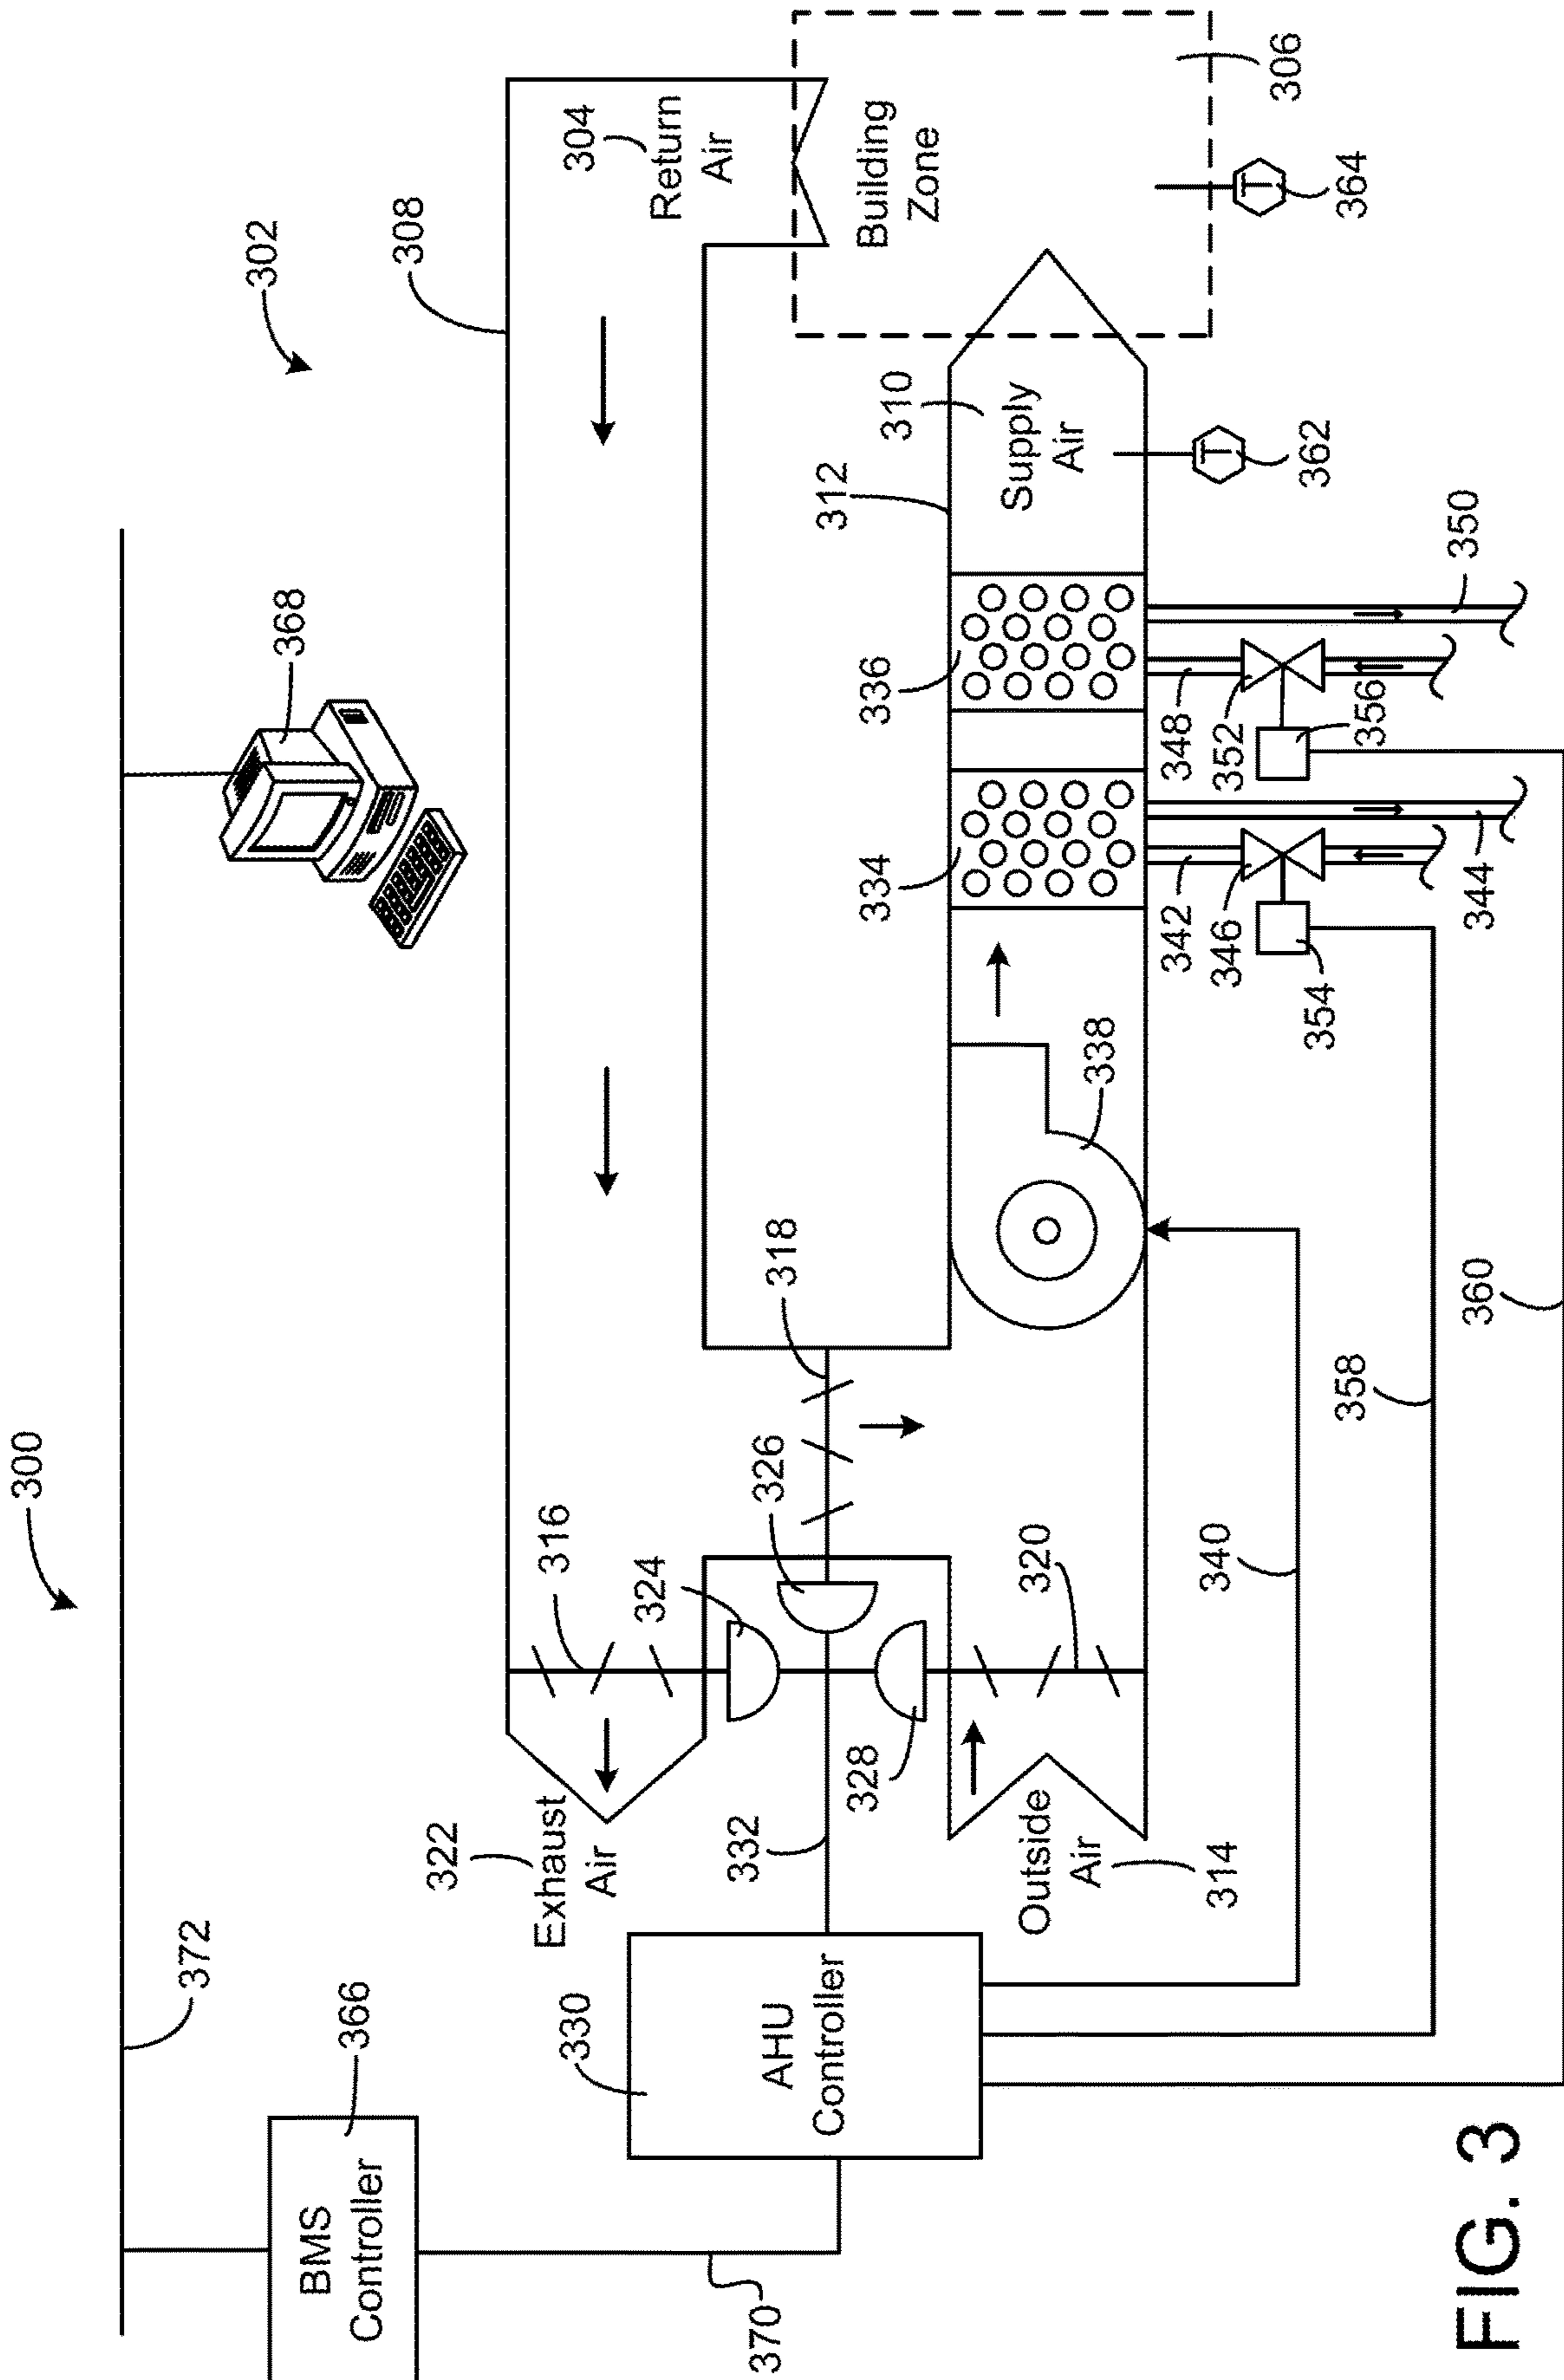 300
372
BMS
Controller
366
368
302
370
330
AHU
Controller
322
Exhaust
Air
316
308
304
Return
Air
324
326
318
332
328
Outside
Air
314
320
338
334
336
312
310
Supply
Air
Building
Zone
306
340
342
346
354
344
348
352
356
350
T
362
T
364
358
360
FIG. 3